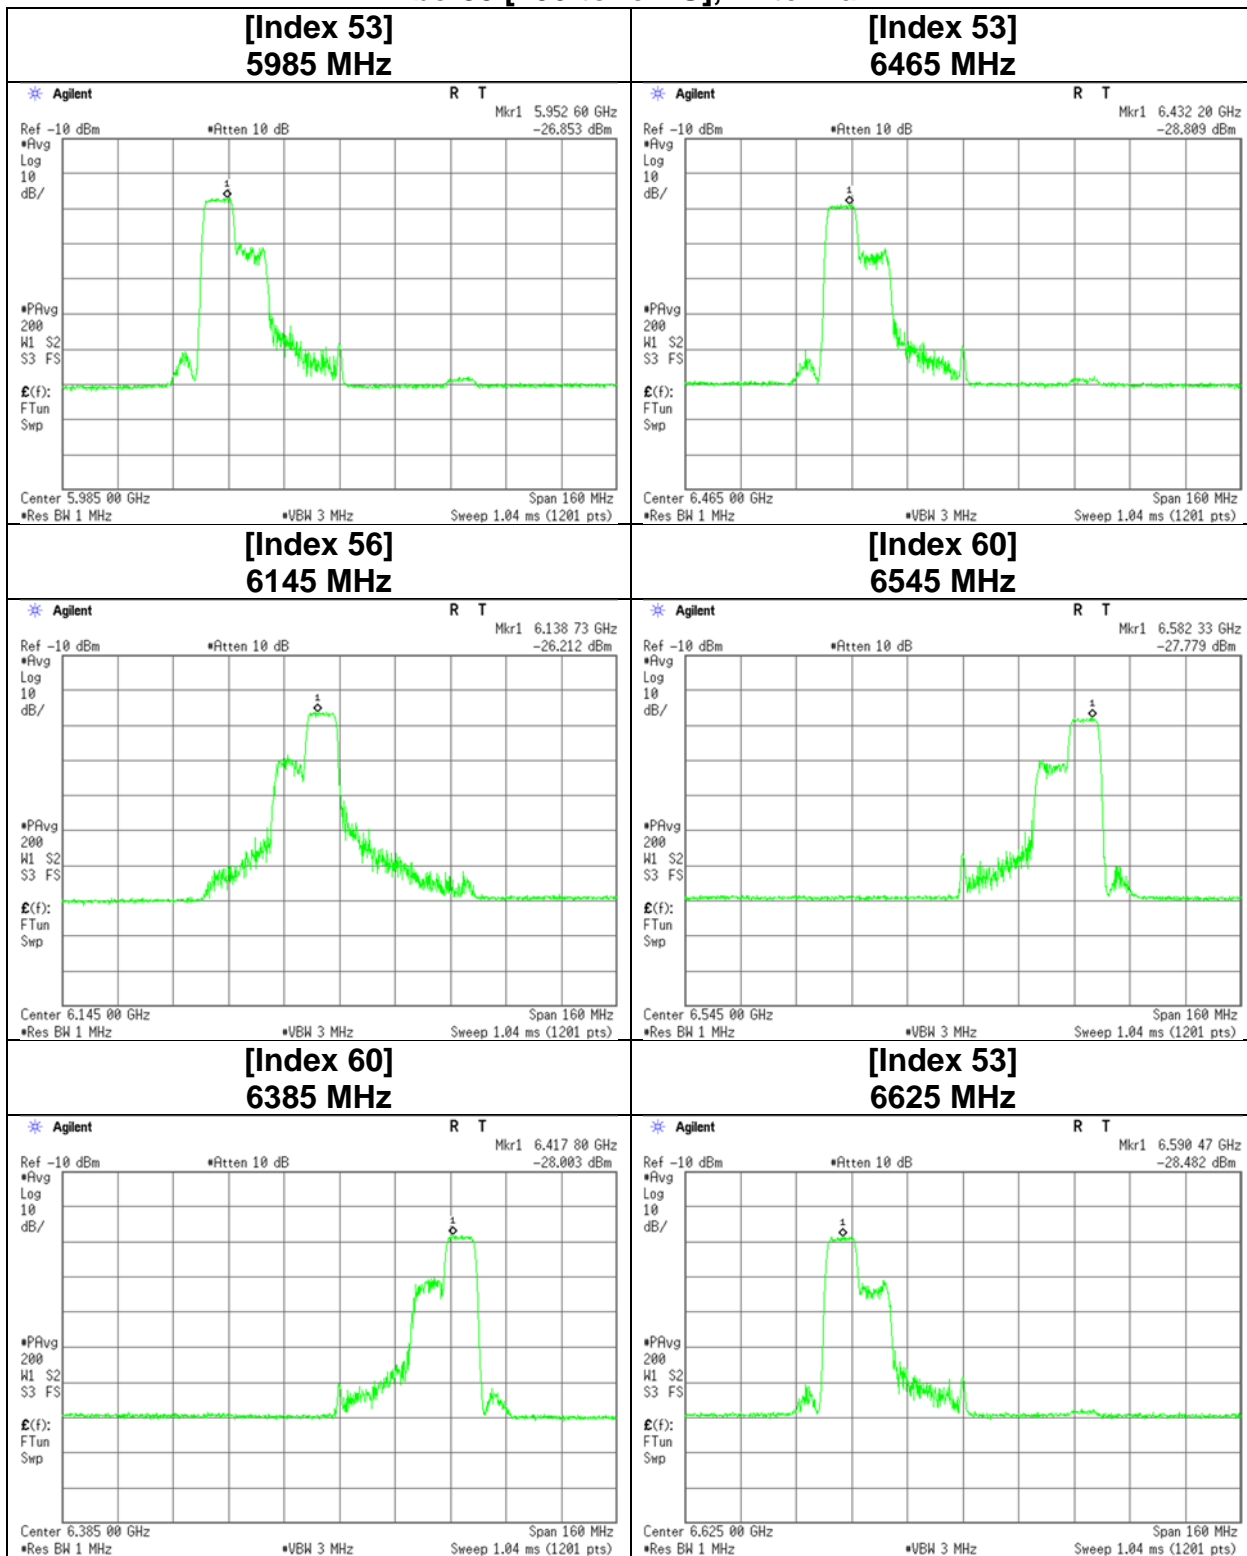 [Index 53]
5985 MHz
[Index 53]
6465 MHz
Agilent
R T
Mkr1 5.952 60 GHz
Ref -10 dBm
#Atten 10 dB
-26.853 dBm
#Avg
Log
10
dB/
1
#PAvg
200
W1 S2
S3 FS
£(f):
FTun
Swp
Center 5.985 00 GHz
Span 160 MHz
#Res BW 1 MHz
#VBW 3 MHz
Sweep 1.04 ms (1201 pts)
Agilent
R T
Mkr1 6.432 20 GHz
Ref -10 dBm
#Atten 10 dB
-28.809 dBm
#Avg
Log
10
dB/
1
#PAvg
200
W1 S2
S3 FS
£(f):
FTun
Swp
Center 6.465 00 GHz
Span 160 MHz
#Res BW 1 MHz
#VBW 3 MHz
Sweep 1.04 ms (1201 pts)
[Index 56]
6145 MHz
[Index 60]
6545 MHz
Agilent
R T
Mkr1 6.138 73 GHz
Ref -10 dBm
#Atten 10 dB
-26.212 dBm
#Avg
Log
10
dB/
1
#PAvg
200
W1 S2
S3 FS
£(f):
FTun
Swp
Center 6.145 00 GHz
Span 160 MHz
#Res BW 1 MHz
#VBW 3 MHz
Sweep 1.04 ms (1201 pts)
Agilent
R T
Mkr1 6.582 33 GHz
Ref -10 dBm
#Atten 10 dB
-27.779 dBm
#Avg
Log
10
dB/
1
#PAvg
200
W1 S2
S3 FS
£(f):
FTun
Swp
Center 6.545 00 GHz
Span 160 MHz
#Res BW 1 MHz
#VBW 3 MHz
Sweep 1.04 ms (1201 pts)
[Index 60]
6385 MHz
[Index 53]
6625 MHz
Agilent
R T
Mkr1 6.417 80 GHz
Ref -10 dBm
#Atten 10 dB
-28.003 dBm
#Avg
Log
10
dB/
1
#PAvg
200
W1 S2
S3 FS
£(f):
FTun
Swp
Center 6.385 00 GHz
Span 160 MHz
#Res BW 1 MHz
#VBW 3 MHz
Sweep 1.04 ms (1201 pts)
Agilent
R T
Mkr1 6.590 47 GHz
Ref -10 dBm
#Atten 10 dB
-28.482 dBm
#Avg
Log
10
dB/
1
#PAvg
200
W1 S2
S3 FS
£(f):
FTun
Swp
Center 6.625 00 GHz
Span 160 MHz
#Res BW 1 MHz
#VBW 3 MHz
Sweep 1.04 ms (1201 pts)